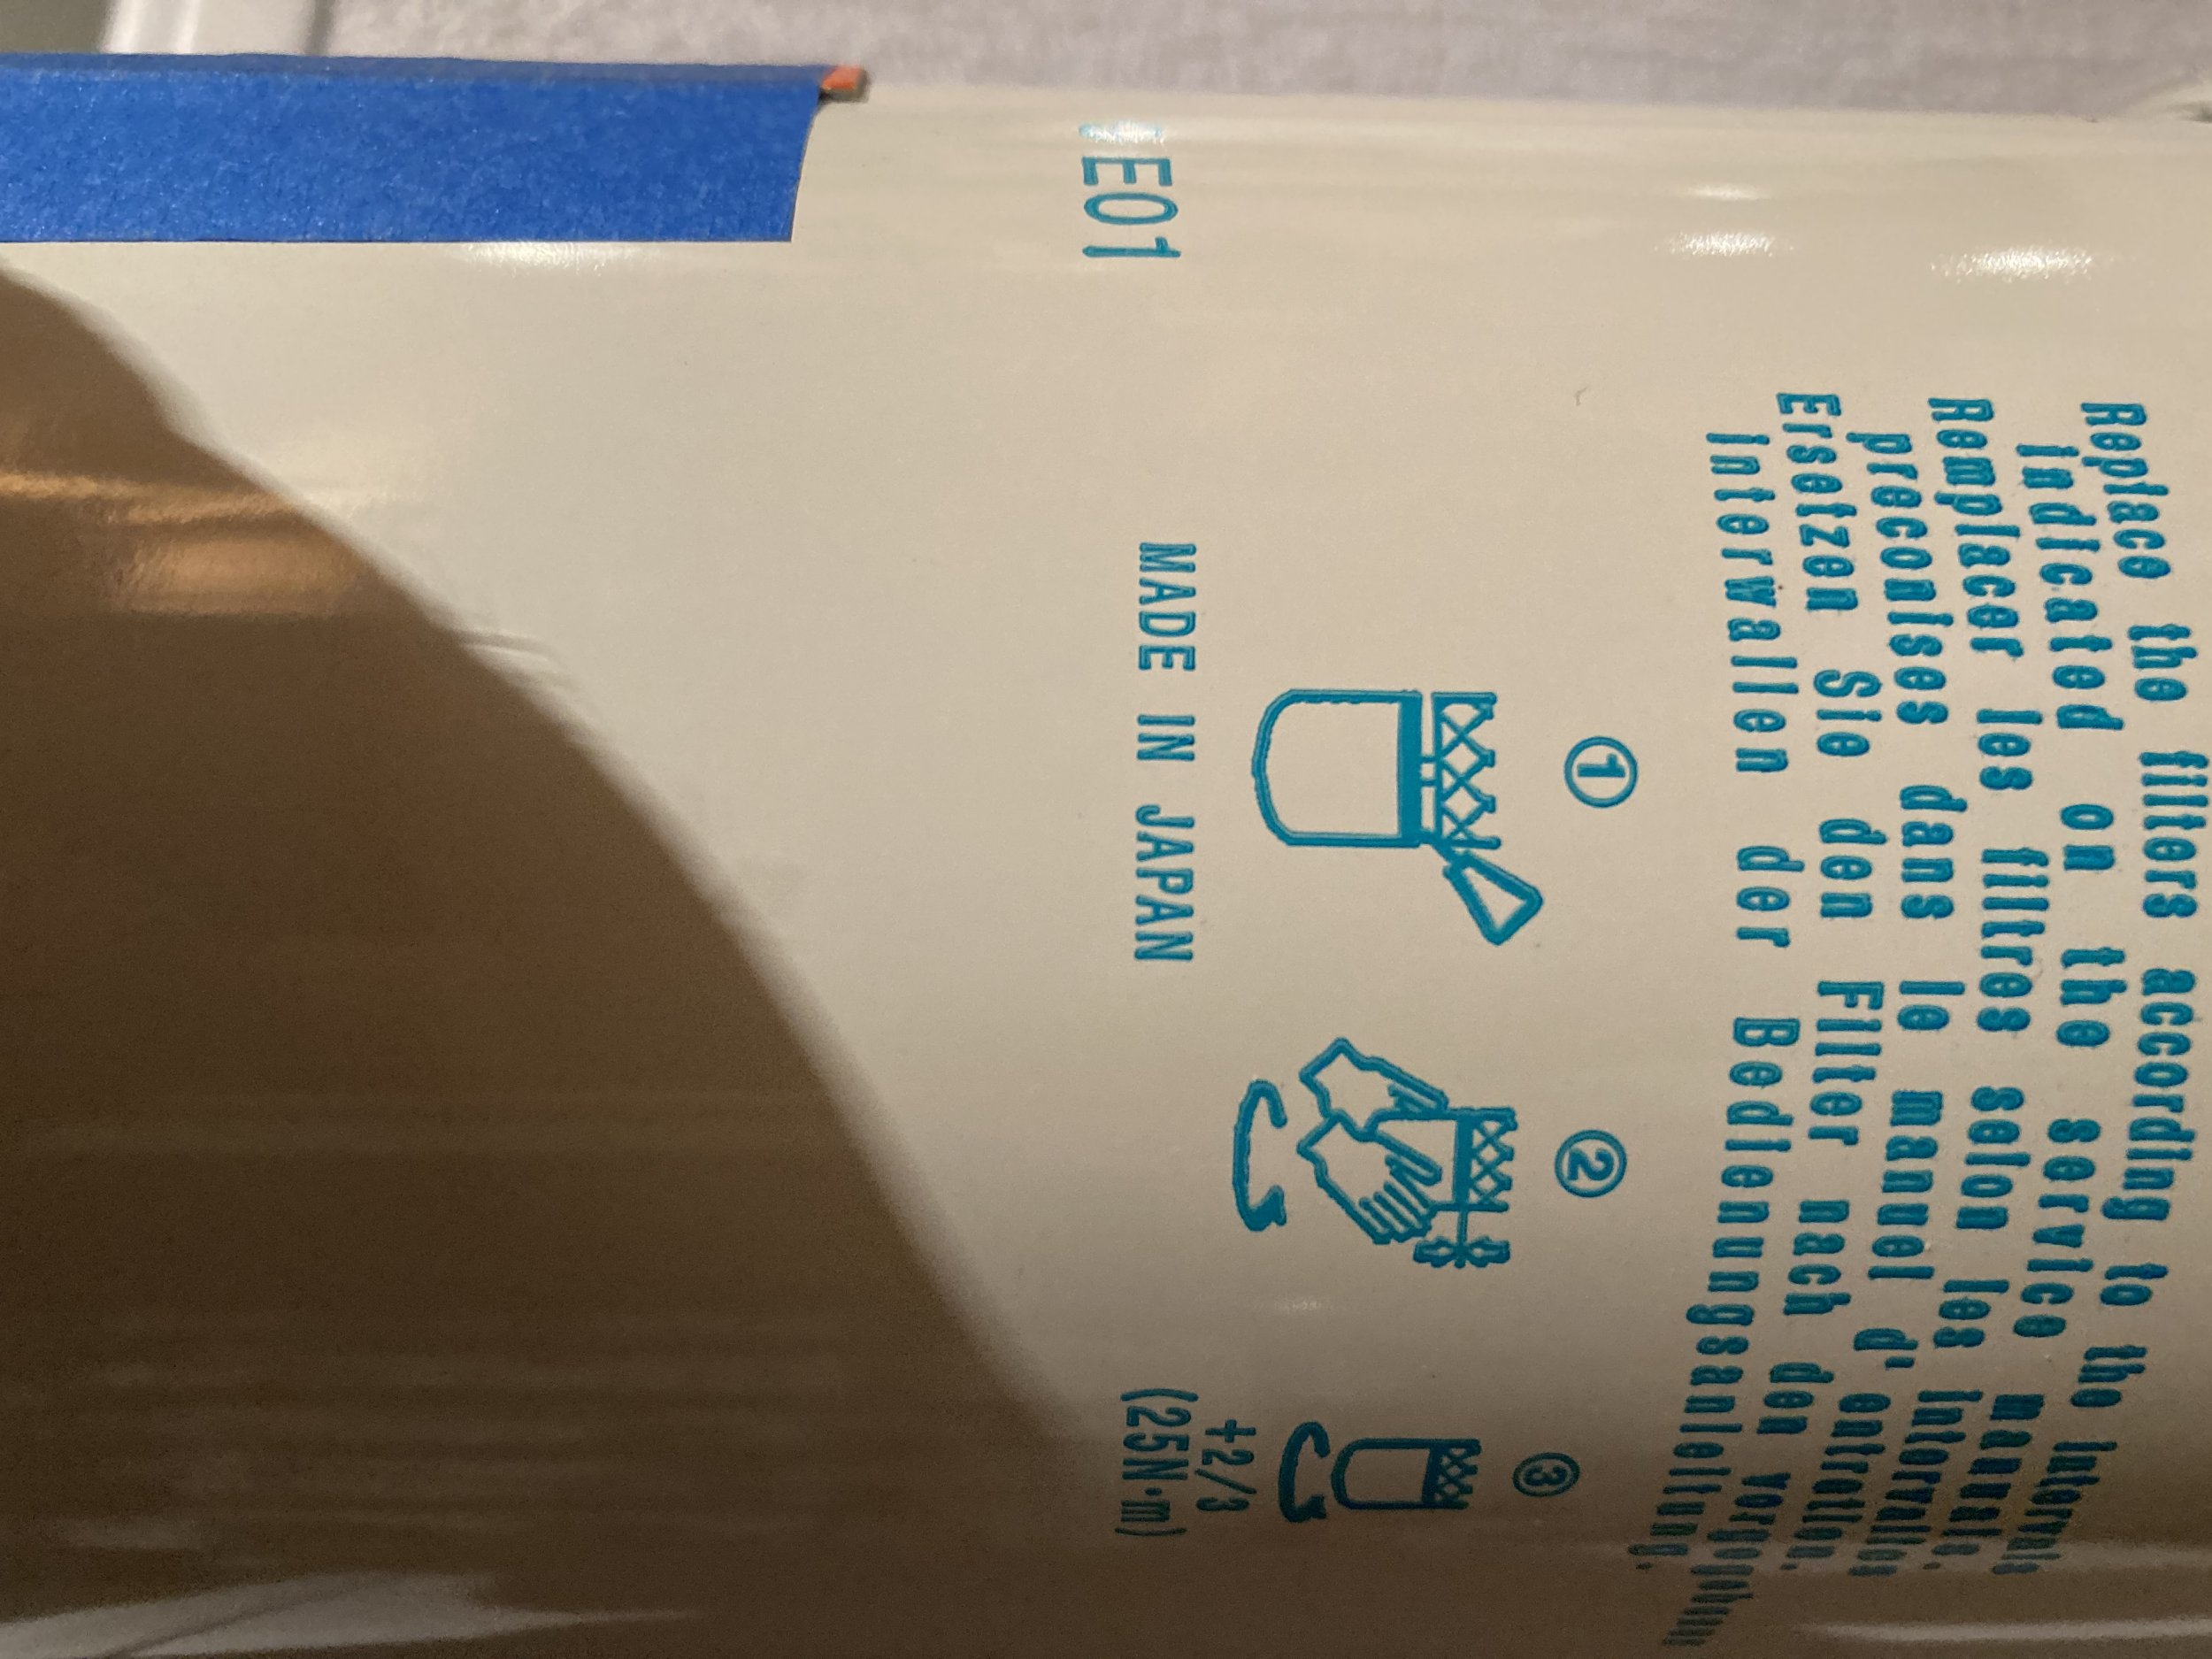 Replace the filters according to the intervals
indicated on the service manuals.
Remplacer les filtres selon les intervalles
preconises dans le manuel d' entretien.
Ersetzen Sie den Filter nach den vorgegebenen
interwallen der Bedienungsanleitung.
① ② ③
+2/3
(25N·m)
MADE IN JAPAN
E01